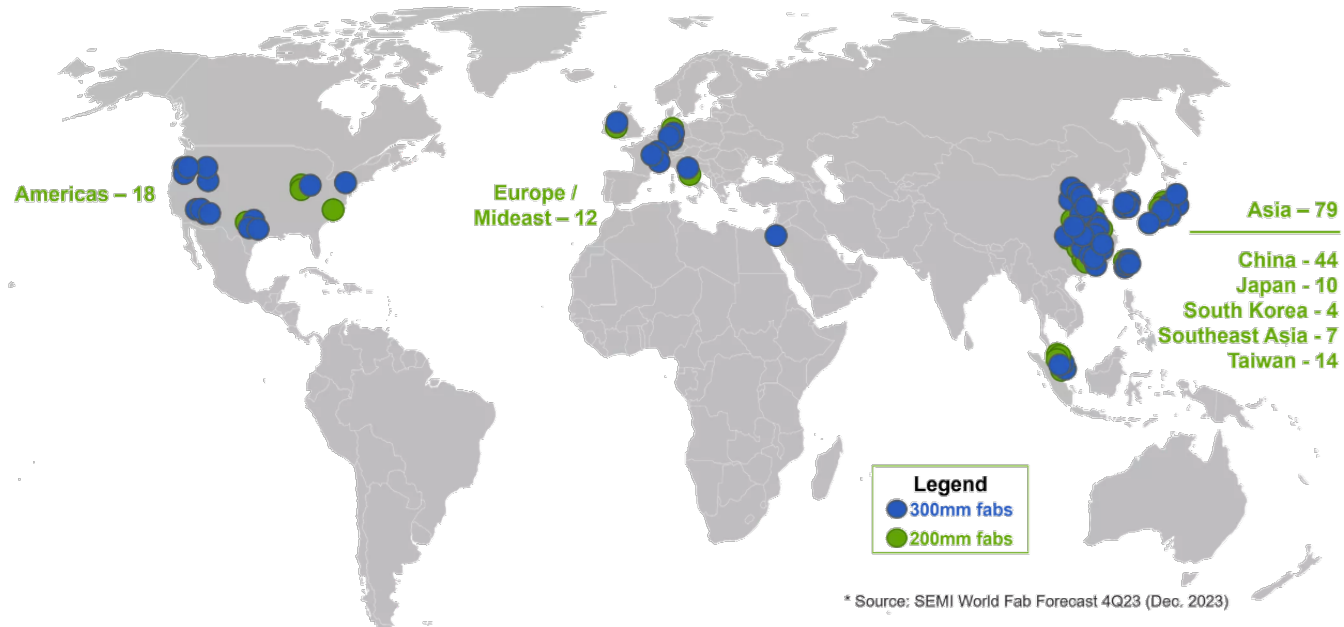 Americas – 18
Europe /
Mideast – 12
Asia – 79
China - 44
Japan - 10
South Korea - 4
Southeast Asia - 7
Taiwan - 14
Legend
300mm fabs
200mm fabs
* Source: SEMI World Fab Forecast 4Q23 (Dec. 2023)